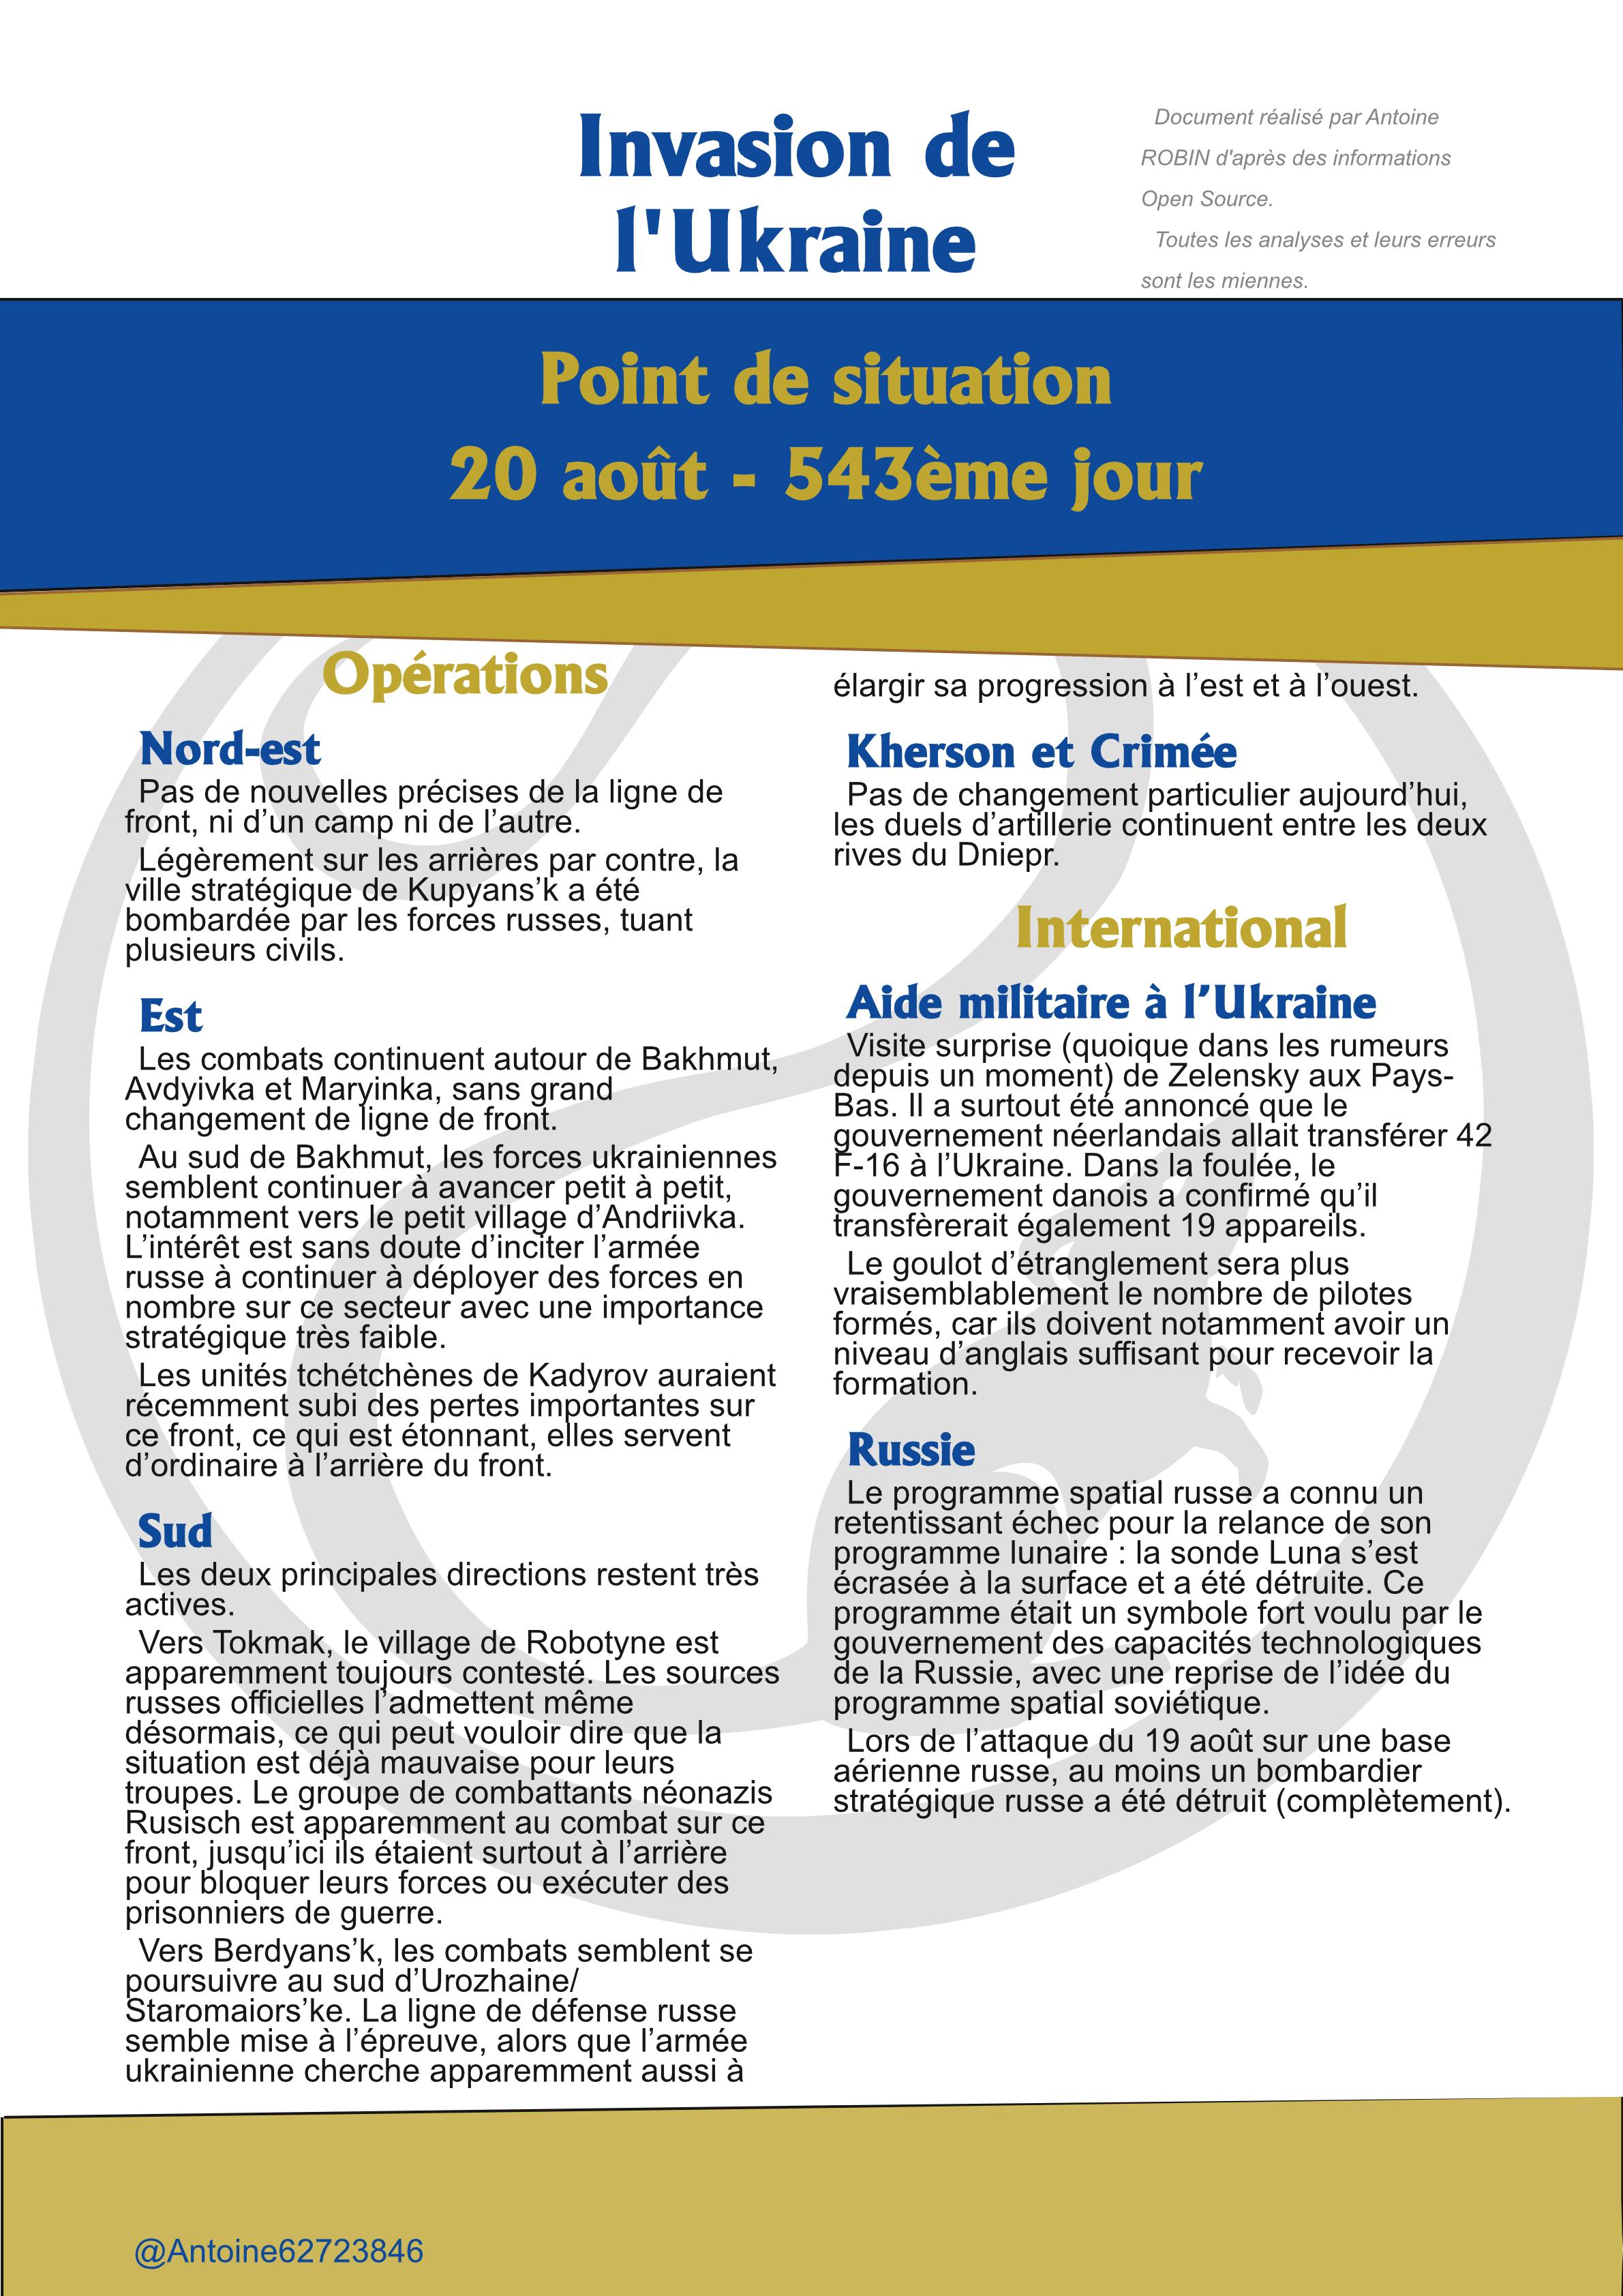 Invasion de
l'Ukraine
Document réalisé par Antoine
ROBIN d'après des informations
Open Source.
Toutes les analyses et leurs erreurs
sont les miennes.
Point de situation
20 août - 543ème jour
Opérations
Nord-est
Pas de nouvelles précises de la ligne de
front, ni d’un camp ni de l’autre.
Légèrement sur les arrières par contre, la
ville stratégique de Kupyans’k a été
bombardée par les forces russes, tuant
plusieurs civils.
Est
Les combats continuent autour de Bakhmut,
Avdyivka et Maryinka, sans grand
changement de ligne de front.
Au sud de Bakhmut, les forces ukrainiennes
semblent continuer à avancer petit à petit,
notamment vers le petit village d’Andriivka.
L’intérêt est sans doute d’inciter l’armée
russe à continuer à déployer des forces en
nombre sur ce secteur avec une importance
stratégique très faible.
Les unités tchétchènes de Kadyrov auraient
récemment subi des pertes importantes sur
ce front, ce qui est étonnant, elles servent
d’ordinaire à l’arrière du front.
Sud
Les deux principales directions restent très
actives.
Vers Tokmak, le village de Robotyne est
apparemment toujours contesté. Les sources
russes officielles l’admettent même
désormais, ce qui peut vouloir dire que la
situation est déjà mauvaise pour leurs
troupes. Le groupe de combattants néonazis
Rusisch est apparemment au combat sur ce
front, jusqu’ici ils étaient surtout à l’arrière
pour bloquer leurs forces ou exécuter des
prisonniers de guerre.
Vers Berdyans’k, les combats semblent se
poursuivre au sud d’Urozhaine/
Staromaiors’ke. La ligne de défense russe
semble mise à l’épreuve, alors que l’armée
ukrainienne cherche apparemment aussi à
élargir sa progression à l’est et à l’ouest.
Kherson et Crimée
Pas de changement particulier aujourd’hui,
les duels d’artillerie continuent entre les deux
rives du Dniepr.
International
Aide militaire à l’Ukraine
Visite surprise (quoique dans les rumeurs
depuis un moment) de Zelensky aux Pays-
Bas. Il a surtout été annoncé que le
gouvernement néerlandais allait transférer 42
F-16 à l’Ukraine. Dans la foulée, le
gouvernement danois a confirmé qu’il
transfèrerait également 19 appareils.
Le goulot d’étranglement sera plus
vraisemblablement le nombre de pilotes
formés, car ils doivent notamment avoir un
niveau d’anglais suffisant pour recevoir la
formation.
Russie
Le programme spatial russe a connu un
retentissant échec pour la relance de son
programme lunaire : la sonde Luna s’est
écrasée à la surface et a été détruite. Ce
programme était un symbole fort voulu par le
gouvernement des capacités technologiques
de la Russie, avec une reprise de l’idée du
programme spatial soviétique.
Lors de l’attaque du 19 août sur une base
aérienne russe, au moins un bombardier
stratégique russe a été détruit (complètement).
@Antoine62723846